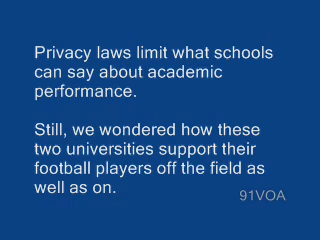 Privacy laws limit what schools
can say about academic
performance.
Still, we wondered how these
two universities support their
football players off the field as
well as on.
91VOA